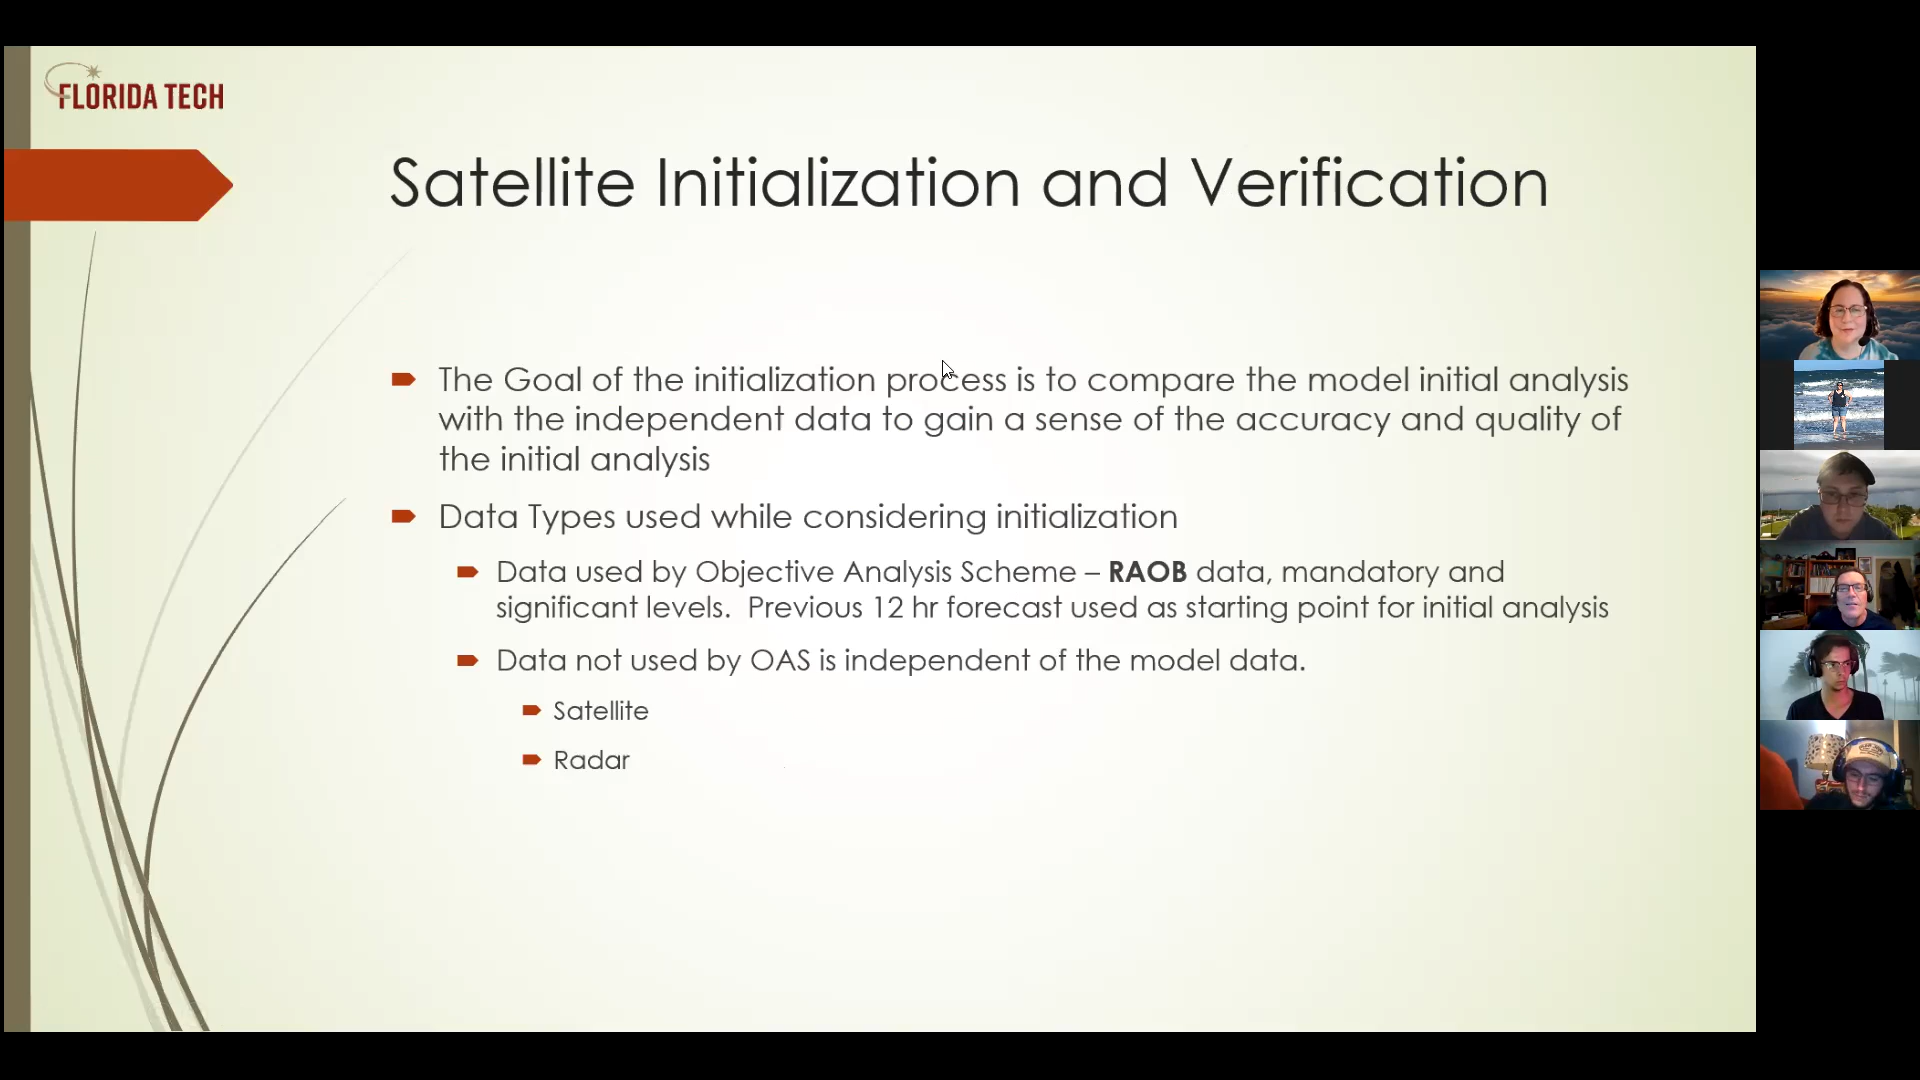 FLORIDA TECH
Satellite Initialization and Verification
The Goal of the initialization process is to compare the model initial analysis
with the independent data to gain a sense of the accuracy and quality of
the initial analysis
Data Types used while considering initialization
Data used by Objective Analysis Scheme – RAOB data, mandatory and
significant levels.  Previous 12 hr forecast used as starting point for initial analysis
Data not used by OAS is independent of the model data.
Satellite
Radar